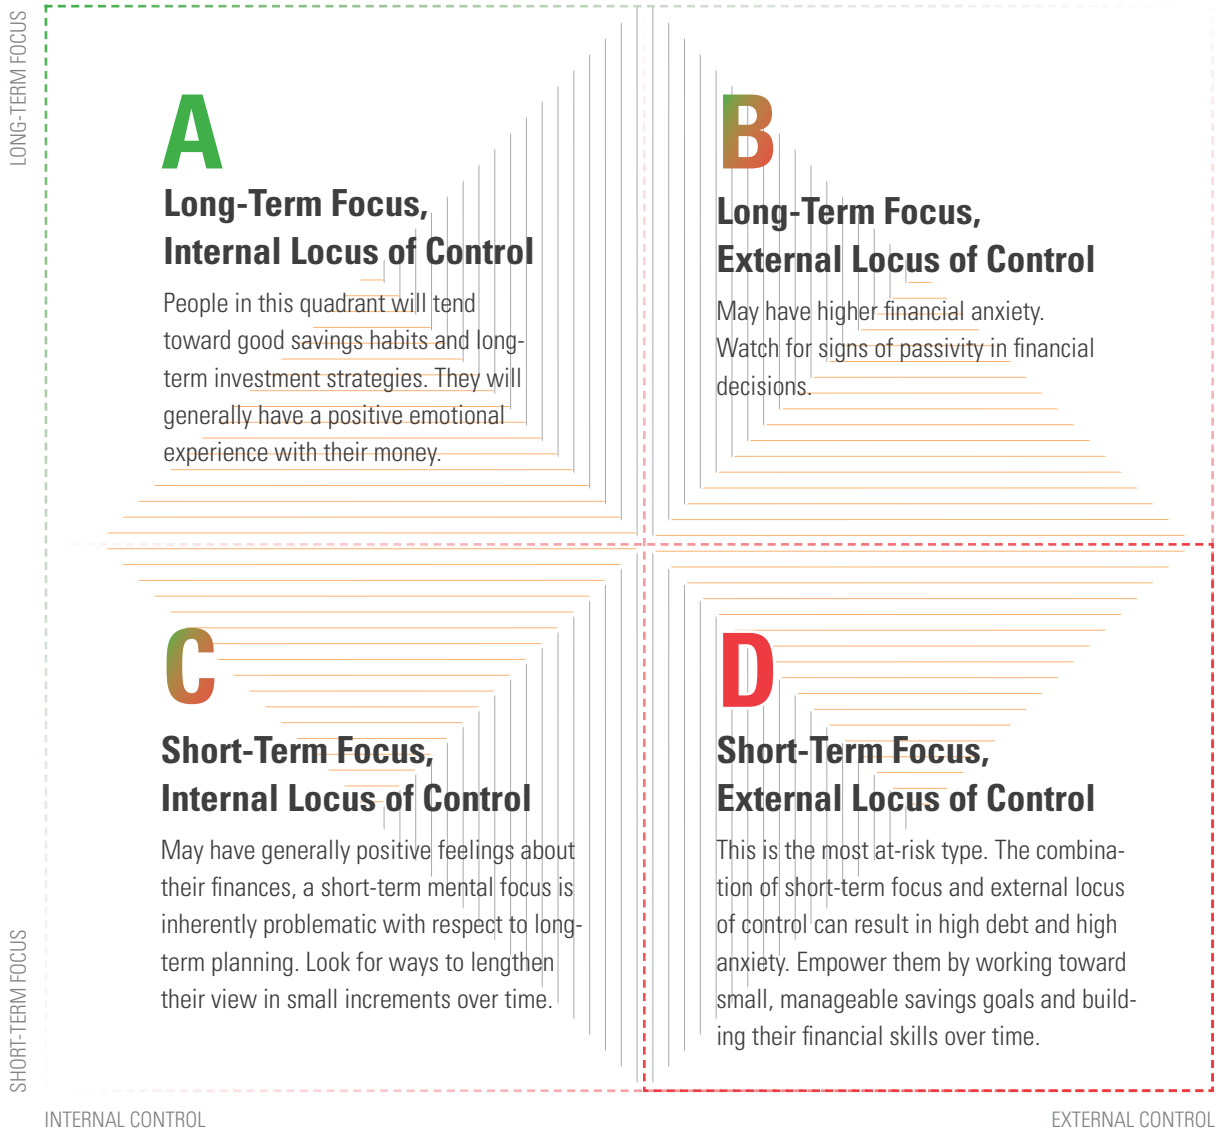 LONG-TERM FOCUS
A
Long-Term Focus,
Internal Locus of Control
People in this quadrant will tend
toward good savings habits and long-
term investment strategies. They will
generally have a positive emotional
experience with their money.
B
Long-Term Focus,
External Locus of Control
May have higher financial anxiety.
Watch for signs of passivity in financial
decisions.
C
Short-Term Focus,
Internal Locus of Control
May have generally positive feelings about
their finances, a short-term mental focus is
inherently problematic with respect to long-
term planning. Look for ways to lengthen
their view in small increments over time.
D
Short-Term Focus,
External Locus of Control
This is the most at-risk type. The combina-
tion of short-term focus and external locus
of control can result in high debt and high
anxiety. Empower them by working toward
small, manageable savings goals and build-
ing their financial skills over time.
SHORT-TERM FOCUS
INTERNAL CONTROL
EXTERNAL CONTROL